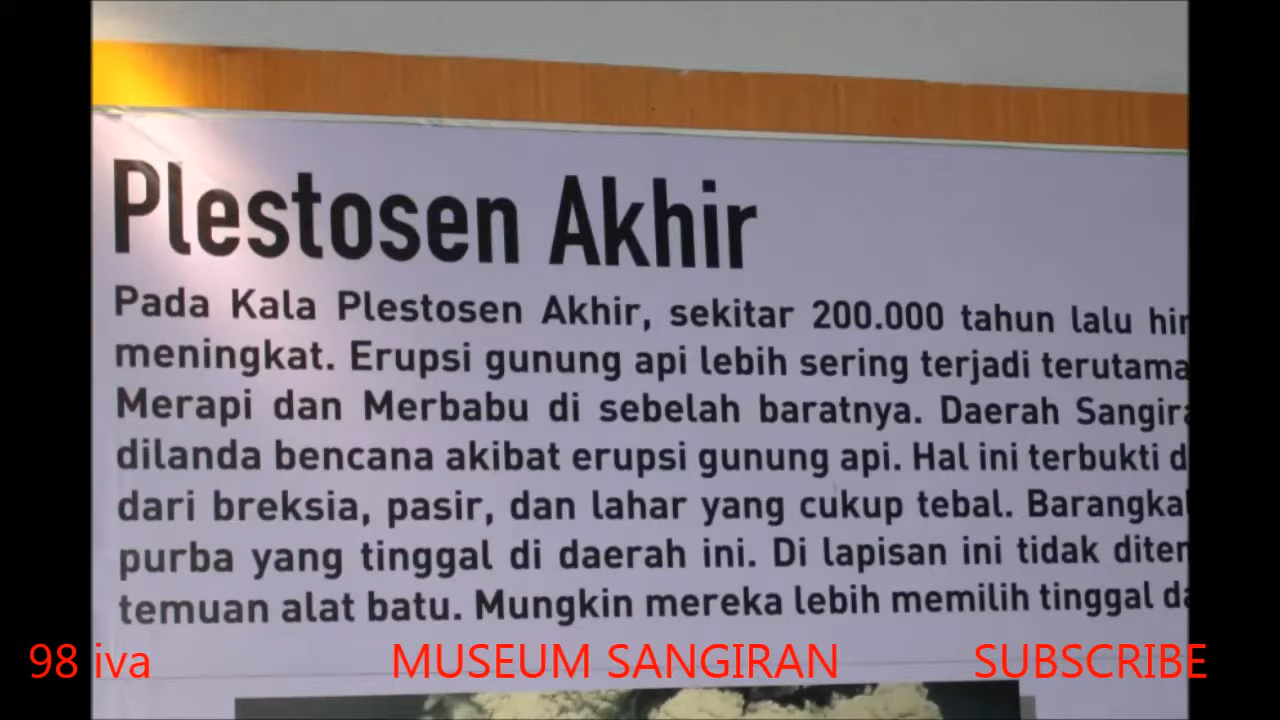 Plestosen Akhir
Pada Kala Plestosen Akhir, sekitar 200.000 tahun lalu
meningkat. Erupsi gunung api lebih sering terjadi terutama
Merapi dan Merbabu di sebelah baratnya. Daerah
dilanda bencana akibat erupsi gunung api. Hal ini terbukti
dari breksia, pasir, dan lahar yang cukup tebal.
purba yang tinggal di daerah ini. Di lapisan ini tidak
temuan alat batu. Mungkin mereka lebih memilih tinggal
98 iva MUSEUM SANGIRAN SUBSCRIBE